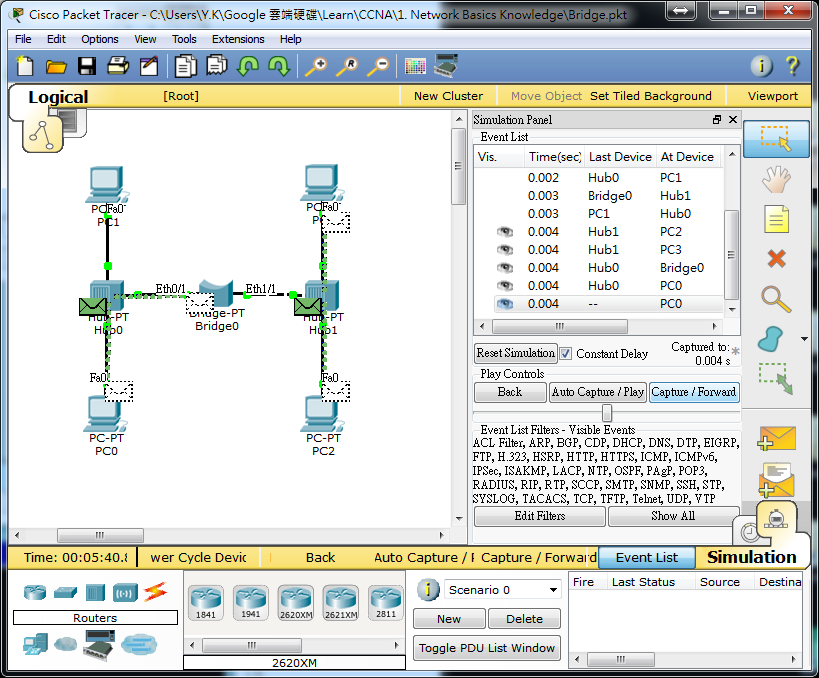 Cisco Packet Tracer - C:\Users\Y.K\Google 雲端硬碟\Learn\CCNA\1. Network Basics Knowledge\Bridge.pkt
File Edit Options View Tools Extensions Help
Logical [Root] New Cluster Move Object Set Tiled Background Viewport
Simulation Panel
Event List
Vis. Time(sec) Last Device At Device
0.002 Hub0 PC1
0.003 Bridge0 Hub1
0.003 PC1 Hub0
0.004 Hub1 PC2
0.004 Hub1 PC3
0.004 Hub0 Bridge0
0.004 Hub0 PC0
0.004 -- PC0
Reset Simulation Constant Delay Captured to: *
0.004 s
Play Controls
Back Auto Capture / Play Capture / Forward
Event List Filters - Visible Events
ACL Filter, ARP, BGP, CDP, DHCP, DNS, DTP, EIGRP,
FTP, H.323, HSRP, HTTP, HTTPS, ICMP, ICMPv6,
IPSec, ISAKMP, LACP, NTP, OSPF, PAgP, POP3,
RADIUS, RIP, RTP, SCCP, SMTP, SNMP, SSH, STP,
SYSLOG, TACACS, TCP, TFTP, Telnet, UDP, VTP
Edit Filters Show All
Fa0
PC1
Fa0
Eth0/1 Eth1/1
Hub0
Bridge0
Hub1
Fa0
Fa0
PC-PT
PC0
PC-PT
PC2
Time: 00:05:40.8 wer Cycle Devic Back Auto Capture / F Capture / Forward Event List Simulation
Routers
1841 1941 2620XM 2621XM 2811
2620XM
Scenario 0
New Delete
Toggle PDU List Window
Fire Last Status Source Destina